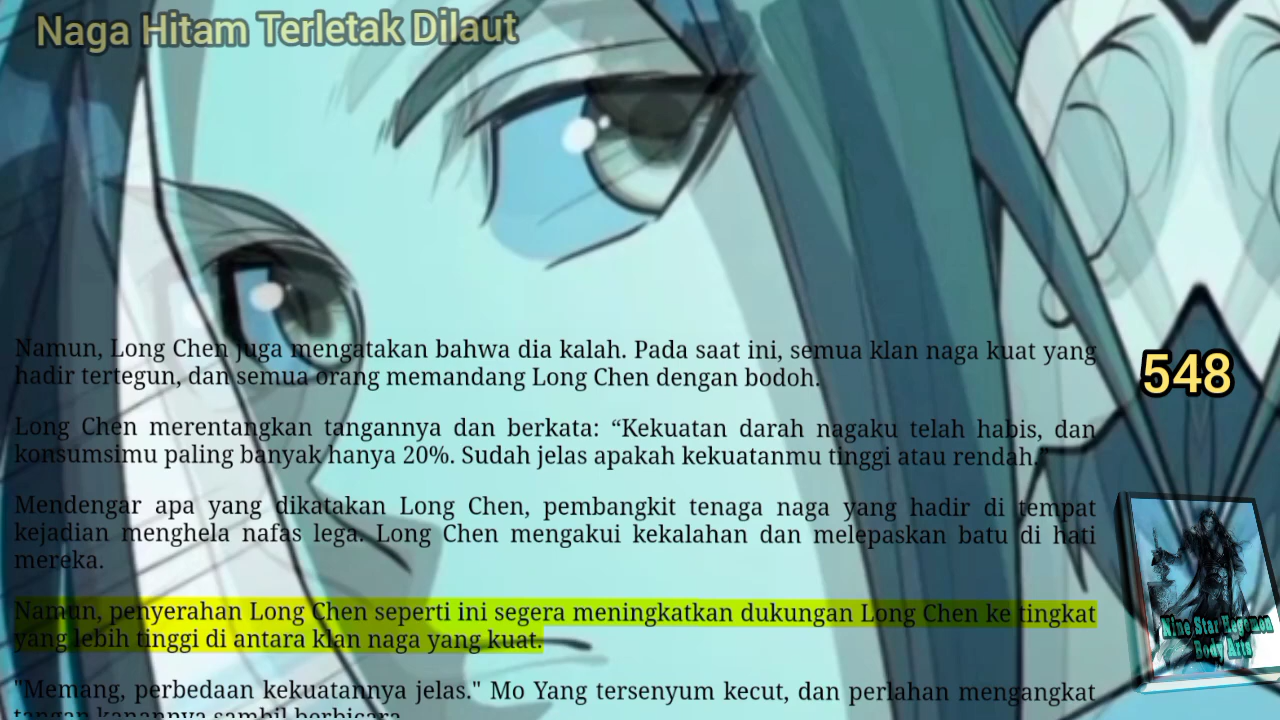 Naga Hitam Terletak Dilaut
Namun, Long Chen juga mengatakan bahwa dia kalah. Pada saat ini, semua klan naga kuat yang
hadir tertegun, dan semua orang memandang Long Chen dengan bodoh.
548
Long Chen merentangkan tangannya dan berkata: “Kekuatan darah nagaku telah habis, dan
konsumsimu paling banyak hanya 20%. Sudah jelas apakah kekuatanmu tinggi atau rendah.”
Mendengar apa yang dikatakan Long Chen, pembangkit tenaga naga yang hadir di tempat
kejadian menghela nafas lega. Long Chen mengakui kekalahan dan melepaskan batu di hati
mereka.
Namun, penyerahan Long Chen seperti ini segera meningkatkan dukungan Long Chen ke tingkat
yang lebih tinggi di antara klan naga yang kuat.
Nine Star Hegemon
Body Arts
"Memang, perbedaan kekuatannya jelas." Mo Yang tersenyum kecut, dan perlahan mengangkat
tangan kanannya sambil berbicara.